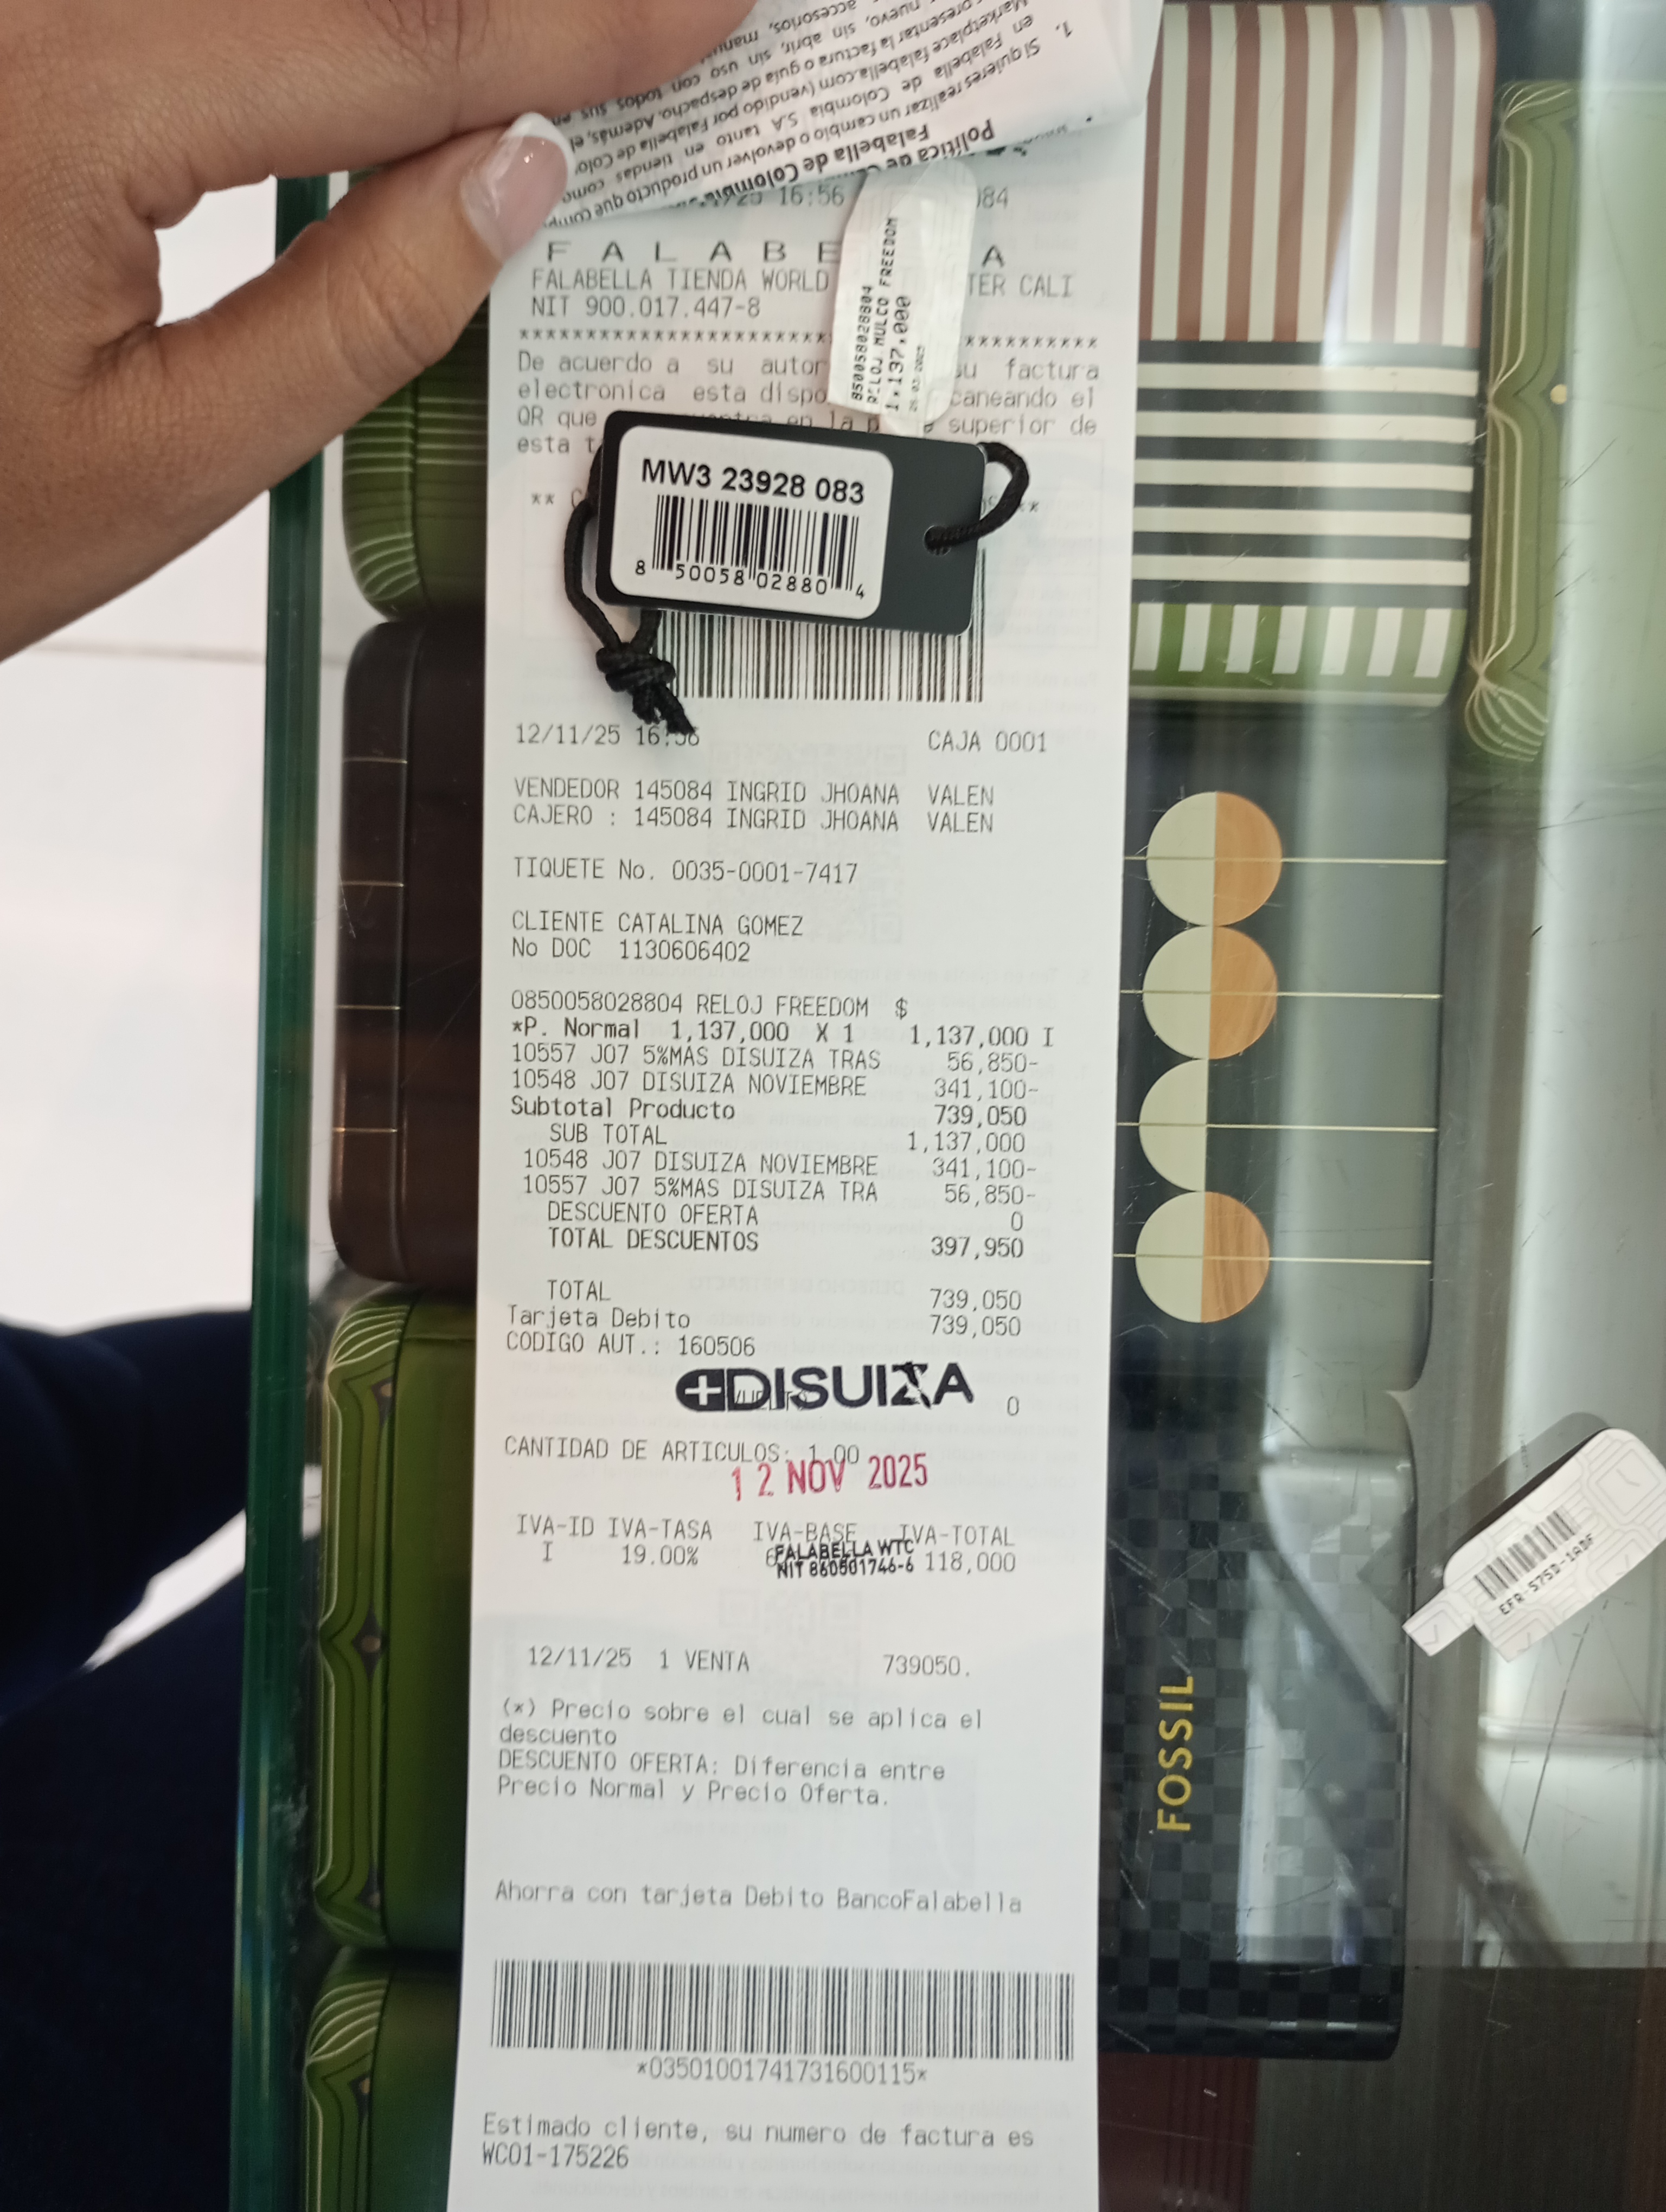 1. Si quieres realizar un cambio o devolver un producto que
en Falabella de Colombia S.A tanto en tiendas como
Marketplace falabella.com (vendido por Falabella de
presentar la factura o guía de despacho. Además, el
nuevo, sin abrir, sin uso con todos sus
accesorios,
Política de
Falabella de Colombia
16:56 084
FALABE A
FALABELLA TIENDA WORLD TER CALI
NIT 900.017.447-8
De acuerdo a su autor su factura
electronica esta dispo caneando el
QR que en la superior de
esta
850058028804
RELOJ MULCO FREEDOM
1*137,000
MW3 23928 083
8 50058 02880 4
12/11/25 16:56 CAJA 0001
VENDEDOR 145084 INGRID JHOANA VALEN
CAJERO : 145084 INGRID JHOANA VALEN
TIQUETE No. 0035-0001-7417
CLIENTE CATALINA GOMEZ
No DOC 1130606402
0850058028804 RELOJ FREEDOM $
*P. Normal 1,137,000 X 1 1,137,000 I
10557 J07 5%MAS DISUIZA TRAS 56,850-
10548 J07 DISUIZA NOVIEMBRE 341,100-
Subtotal Producto 739,050
SUB TOTAL 1,137,000
10548 J07 DISUIZA NOVIEMBRE 341,100-
10557 J07 5%MAS DISUIZA TRA 56,850-
DESCUENTO OFERTA 0
TOTAL DESCUENTOS 397,950
TOTAL 739,050
Tarjeta Debito 739,050
CODIGO AUT.: 160506
DISUIZA
0
CANTIDAD DE ARTICULOS: 1.00
12 NOV 2025
IVA-ID IVA-TASA IVA-BASE IVA-TOTAL
I 19.00% 118,000
FALABELLA WTC
NIT 860501746-6
12/11/25 1 VENTA 739050.
(*) Precio sobre el cual se aplica el
descuento
DESCUENTO OFERTA: Diferencia entre
Precio Normal y Precio Oferta.
Ahorra con tarjeta Debito BancoFalabella
*03501001741731600115*
Estimado cliente, su numero de factura es
WC01-175226
FOSSIL